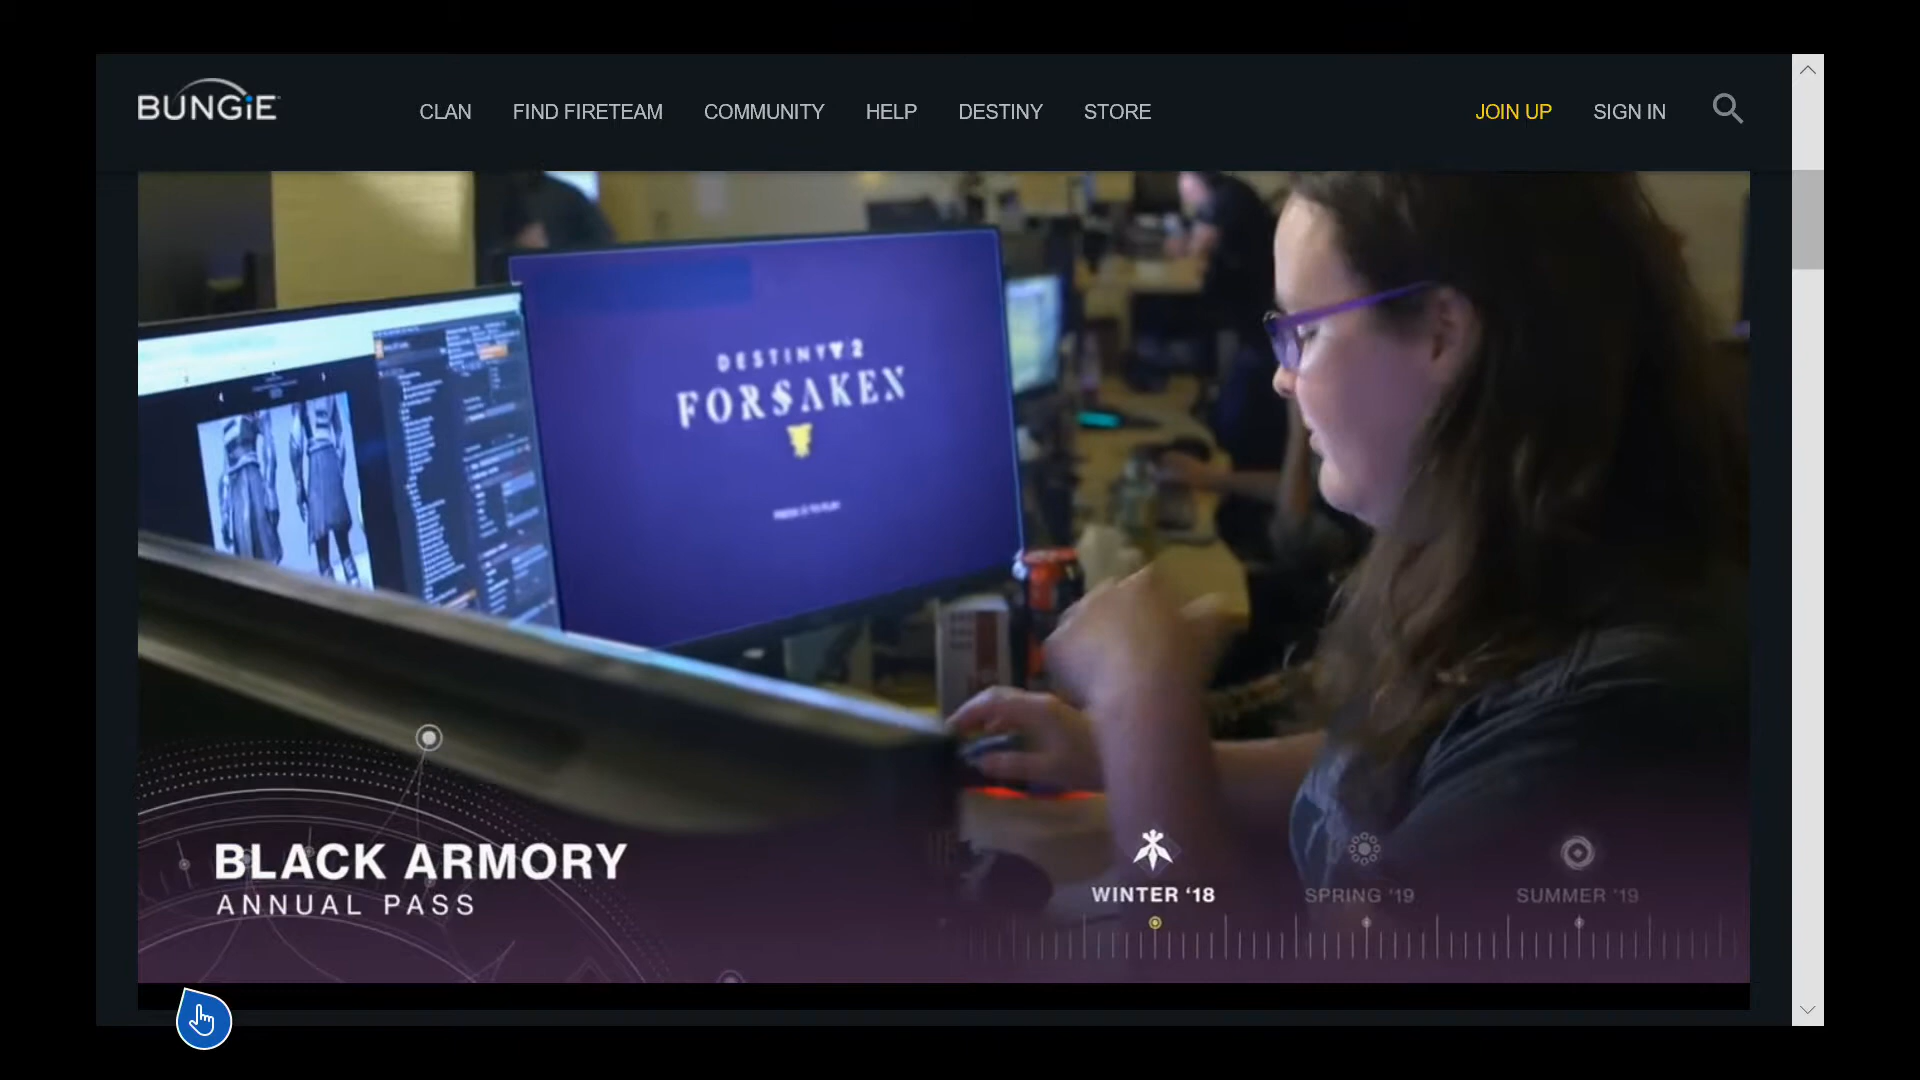 BUNGiE
CLAN FIND FIRETEAM COMMUNITY HELP DESTINY STORE JOIN UP SIGN IN
DESTINY 2
FORSAKEN
BLACK ARMORY
ANNUAL PASS
WINTER ‘18 SPRING ‘19 SUMMER ‘19